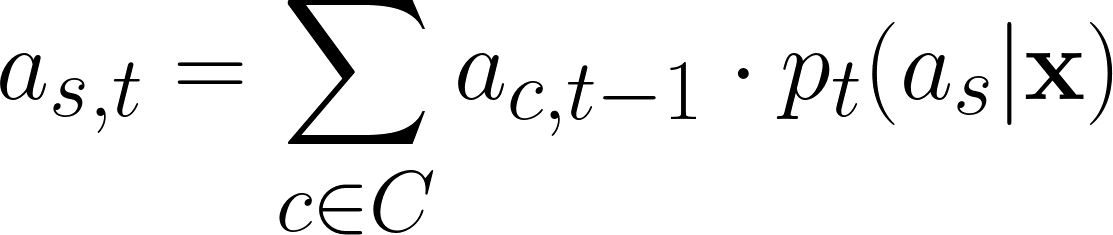 $a_{s,t} = \sum_{c \in C} a_{c,t-1} \cdot p_t(a_s|\mathbf{x})$